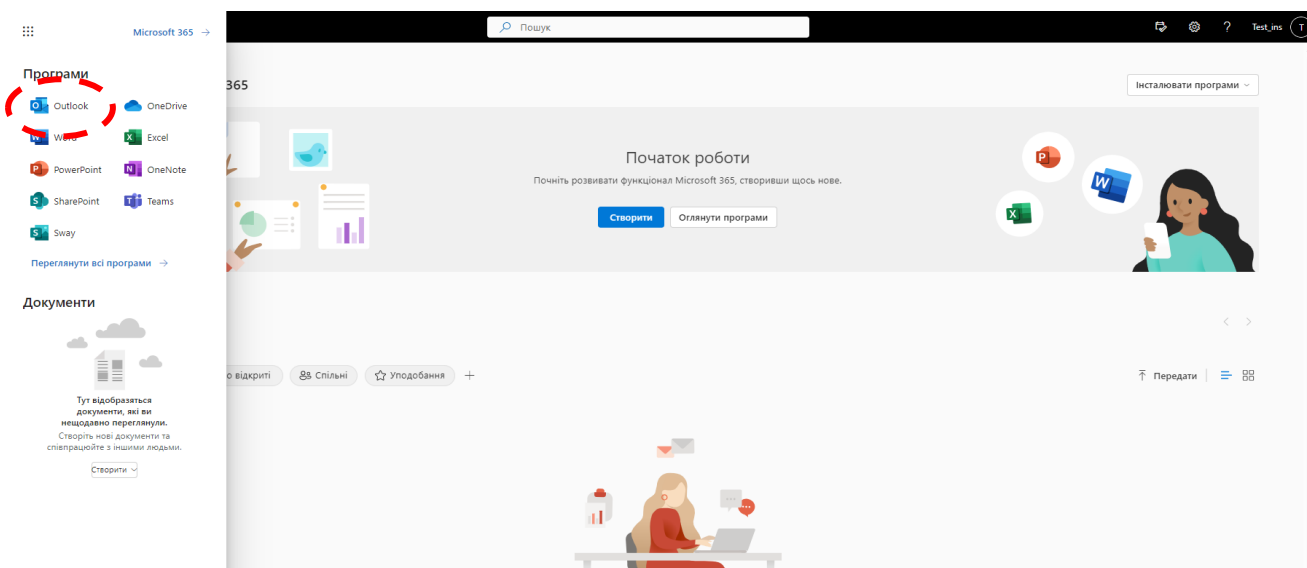 Microsoft 365 →
Пошук
Test_ins
T
Програми
365
Інсталювати програми
Outlook
OneDrive
Word
Excel
PowerPoint
OneNote
SharePoint
Teams
Sway
Переглянути всі програми →
Початок роботи
Почніть розвивати функціонал Microsoft 365, створивши щось нове.
Створити
Оглянути програми
Документи
о відкриті
Спільні
Уподобання
Передати
Тут відобразяться
документи, які ви
нещодавно переглянули.
Створіть нові документи та
співпрацюйте з іншими людьми.
Створити